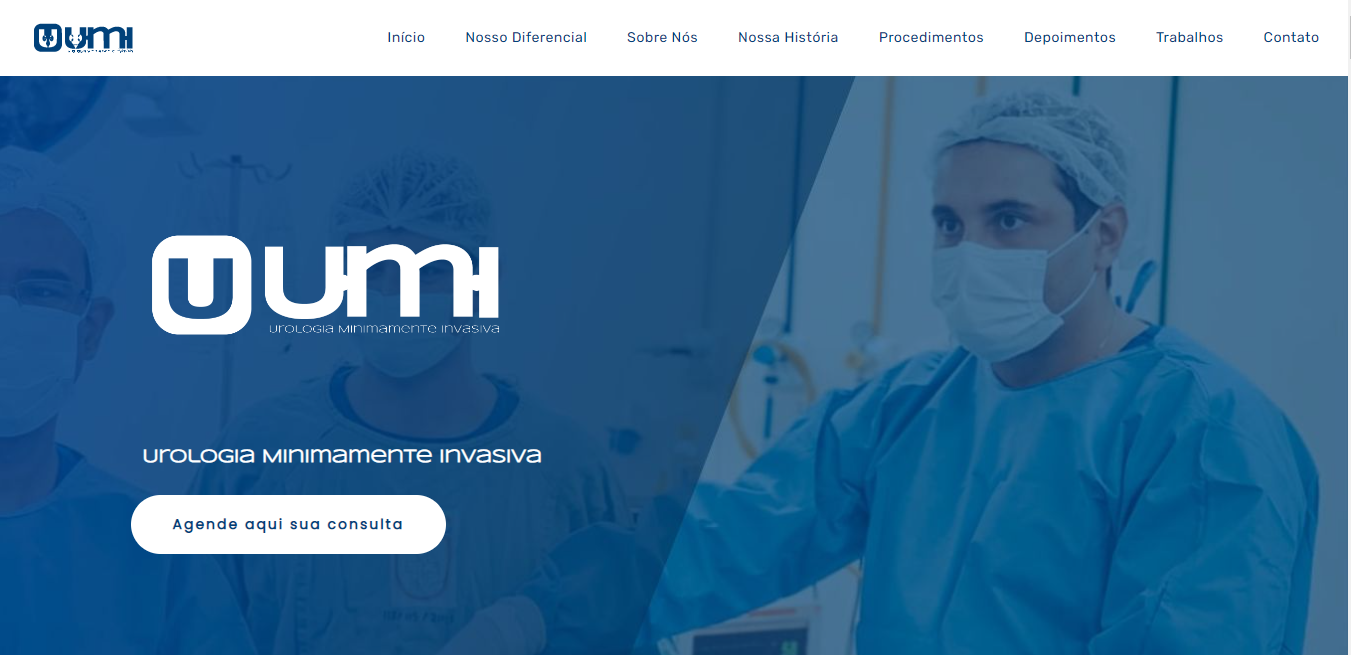 umi
Início Nosso Diferencial Sobre Nós Nossa História Procedimentos Depoimentos Trabalhos Contato
umi
Urologia Minimamente Invasiva
Urologia Minimamente Invasiva
Agende aqui sua consulta